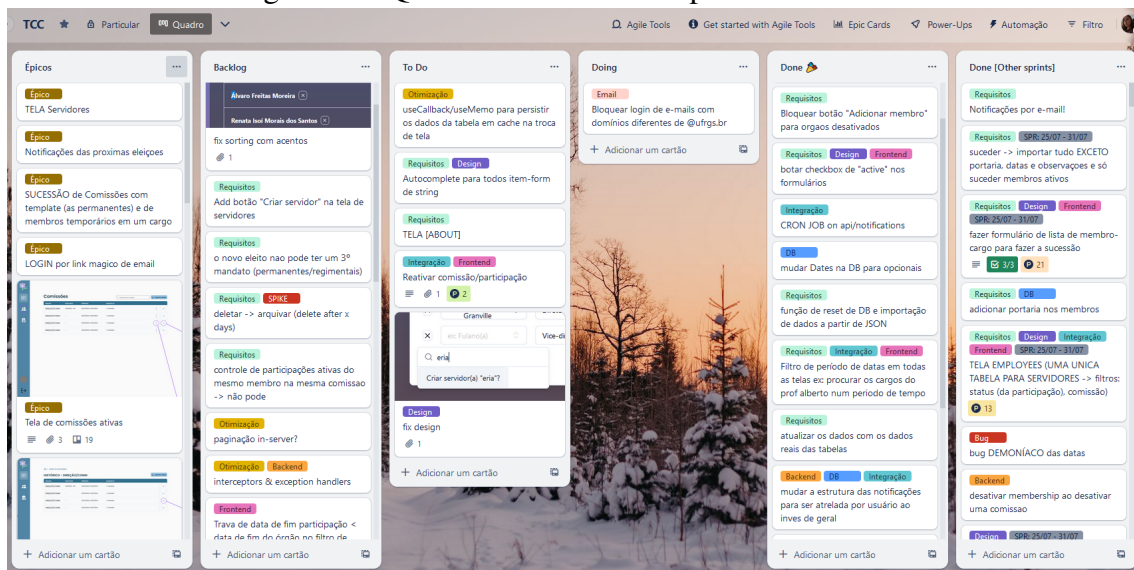 TCC
Particular
Quadro
Agile Tools
Get started with Agile Tools
Epic Cards
Power-Ups
Automação
Filtro
Épicos
Épico
TELA Servidores
Épico
Notificações das proximas eleiçoes
Épico
SUCESSÃO de Comissões com
template (as permanentes) e de
membros temporários em um cargo
Épico
LOGIN por link magico de email
Comissões
Épico
Tela de comissões ativas
3
19
+ Adicionar um cartão
Backlog
Álvaro Freitas Moreira
Renata Isol Morais dos Santos
fix sorting com acentos
1
Requisitos
Add botão "Criar servidor" na tela de
servidores
Requisitos
o novo eleito nao pode ter um 3º
mandato (permanentes/regimentais)
Requisitos SPIKE
deletar -> arquivar (delete after x
days)
Requisitos
controle de participações ativas do
mesmo membro na mesma comissao
-> não pode
Otimização
paginação in-server?
Otimização Backend
interceptors & exception handlers
Frontend
Trava de data de fim participação <
data de fim do órgão no filtro de
+ Adicionar um cartão
To Do
Otimização
useCallback/useMemo para persistir
os dados da tabela em cache na troca
de tela
Requisitos Design
Autocomplete para todos item-form
de string
Requisitos
TELA [ABOUT]
Integração Frontend
Reativar comissão/participação
1
2
Granville
ex: Fulano(a)
Vice-di
eria
Criar servidor(a) "eria"?
Design
fix design
1
+ Adicionar um cartão
Doing
Email
Bloquear login de e-mails com
domínios diferentes de @ufrgs.br
+ Adicionar um cartão
Done
Requisitos
Bloquear botão "Adicionar membro"
para orgaos desativados
Requisitos Design Frontend
botar checkbox de "active" nos
formulários
Integração
CRON JOB on api/notifications
DB
mudar Dates na DB para opcionais
Requisitos
função de reset de DB e importação
de dados a partir de JSON
Requisitos Integração Frontend
Filtro de período de datas em todas
as telas ex: procurar os cargos do
prof alberto num periodo de tempo
Requisitos
atualizar os dados com os dados
reais das tabelas
Backend DB Integração
mudar a estrutura das notificações
para ser atrelada por usuário ao
inves de geral
+ Adicionar um cartão
Done [Other sprints]
Requisitos
Notificações por e-mail!
Requisitos SPR: 25/07 - 31/07
suceder -> importar tudo EXCETO
portaria, datas e observaçoes e só
suceder membros ativos
Requisitos Design Frontend
SPR: 25/07 - 31/07
fazer formulário de lista de membro-
cargo para fazer a sucessão
3/3
21
Requisitos DB
adicionar portaria nos membros
Requisitos Design Integração
Frontend SPR: 25/07 - 31/07
TELA EMPLOYEES (UMA UNICA
TABELA PARA SERVIDORES -> filtros:
status (da participação), comissão)
13
Bug
bug DEMONÍACO das datas
Backend
desativar membership ao desativar
uma comissao
Design SPR: 25/07 - 31/07
+ Adicionar um cartão